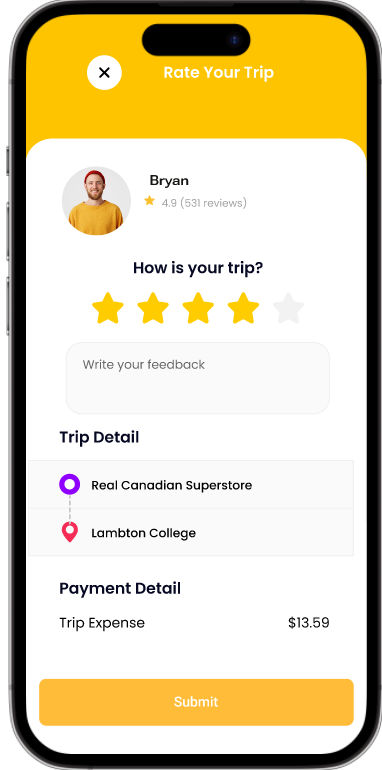 Rate Your Trip
Bryan
4.9 (531 reviews)
How is your trip?
Write your feedback
Trip Detail
Real Canadian Superstore
Lambton College
Payment Detail
Trip Expense $13.59
Submit